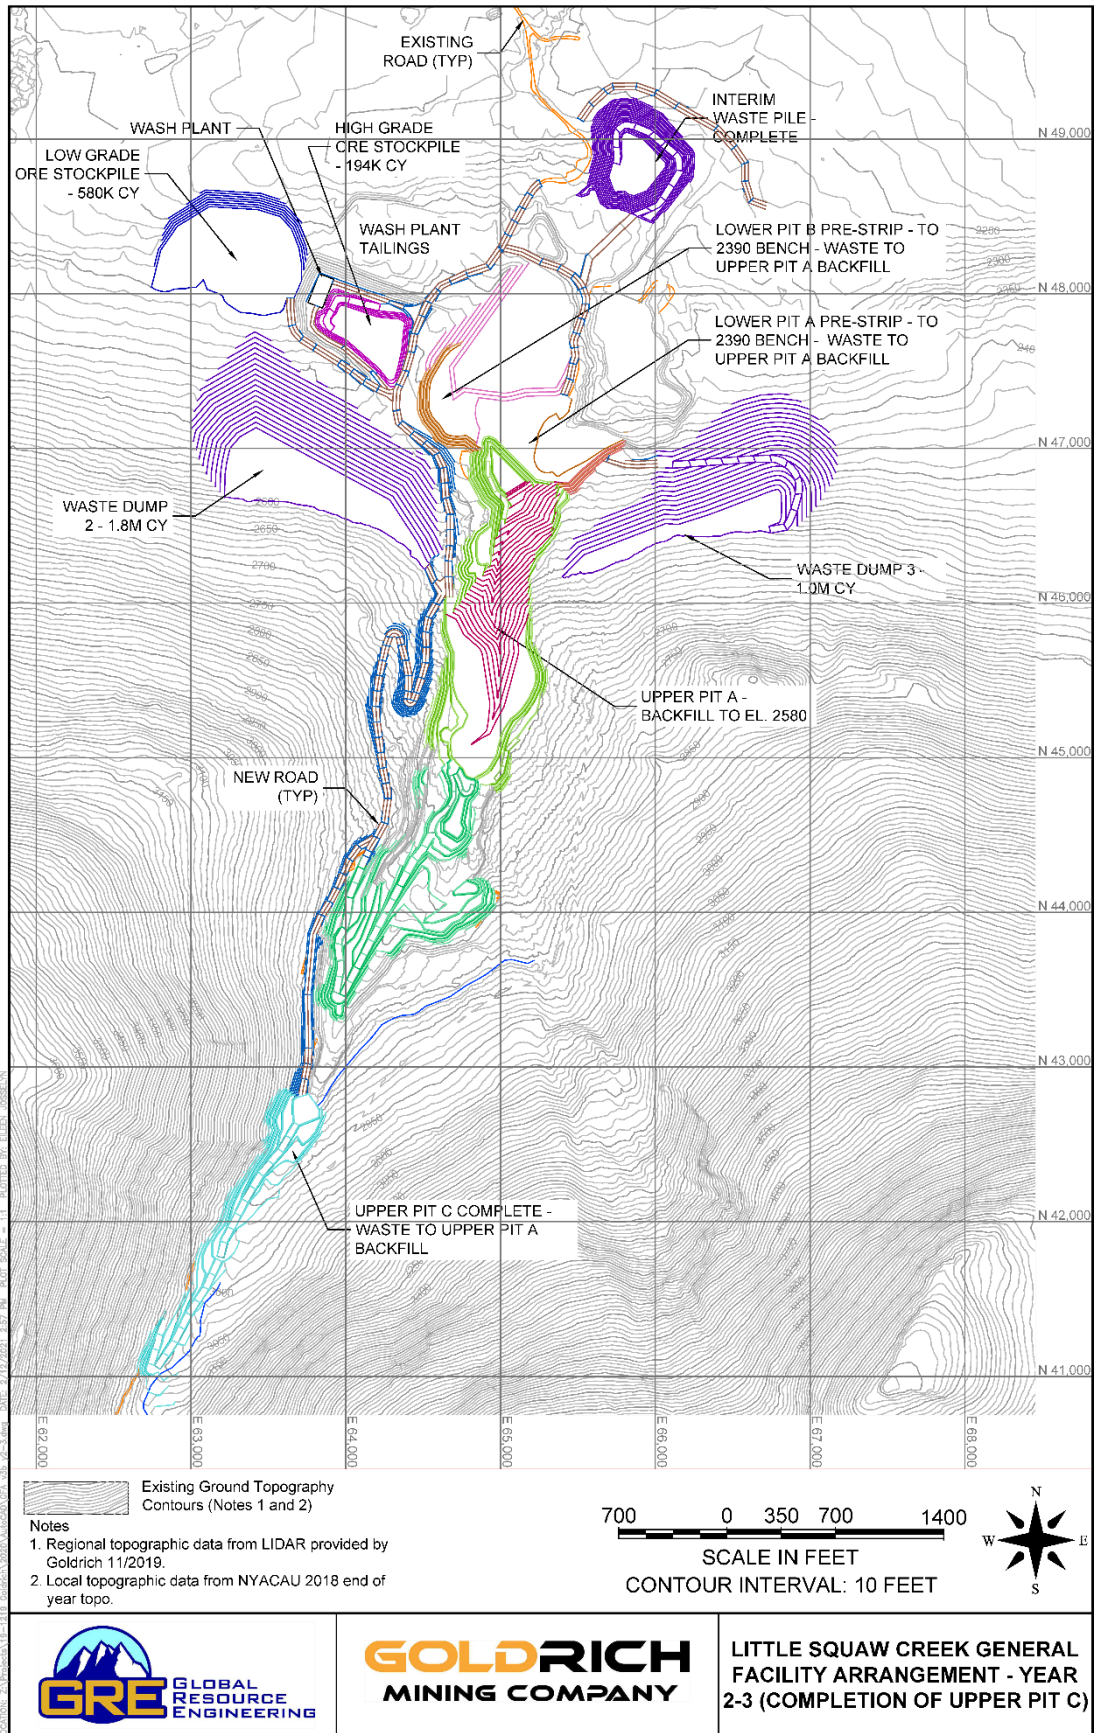 EXISTING
ROAD (TYP)
INTERIM
WASTE PILE -
COMPLETE
WASH PLANT
HIGH GRADE
ORE STOCKPILE
- 194K CY
LOW GRADE
ORE STOCKPILE
- 580K CY
WASH PLANT
TAILINGS
LOWER PIT B PRE-STRIP - TO
2390 BENCH - WASTE TO
UPPER PIT A BACKFILL
LOWER PIT A PRE-STRIP - TO
2390 BENCH - WASTE TO
UPPER PIT A BACKFILL
WASTE DUMP
2 - 1.8M CY
WASTE DUMP 3 -
1.0M CY
UPPER PIT A -
BACKFILL TO EL. 2580
NEW ROAD
(TYP)
UPPER PIT C COMPLETE -
WASTE TO UPPER PIT A
BACKFILL
N 49,000
N 48,000
N 47,000
N 46,000
N 45,000
N 44,000
N 43,000
N 42,000
N 41,000
E 62,000
E 63,000
E 64,000
E 65,000
E 66,000
E 67,000
E 68,000
Existing Ground Topography
Contours (Notes 1 and 2)
Notes
1. Regional topographic data from LIDAR provided by
Goldrich 11/2019.
2. Local topographic data from NYACAU 2018 end of
year topo.
700 0 350 700 1400
SCALE IN FEET
CONTOUR INTERVAL: 10 FEET
N
W E
S
GRE GLOBAL
RESOURCE
ENGINEERING
GOLDRICH
MINING COMPANY
LITTLE SQUAW CREEK GENERAL
FACILITY ARRANGEMENT - YEAR
2-3 (COMPLETION OF UPPER PIT C)